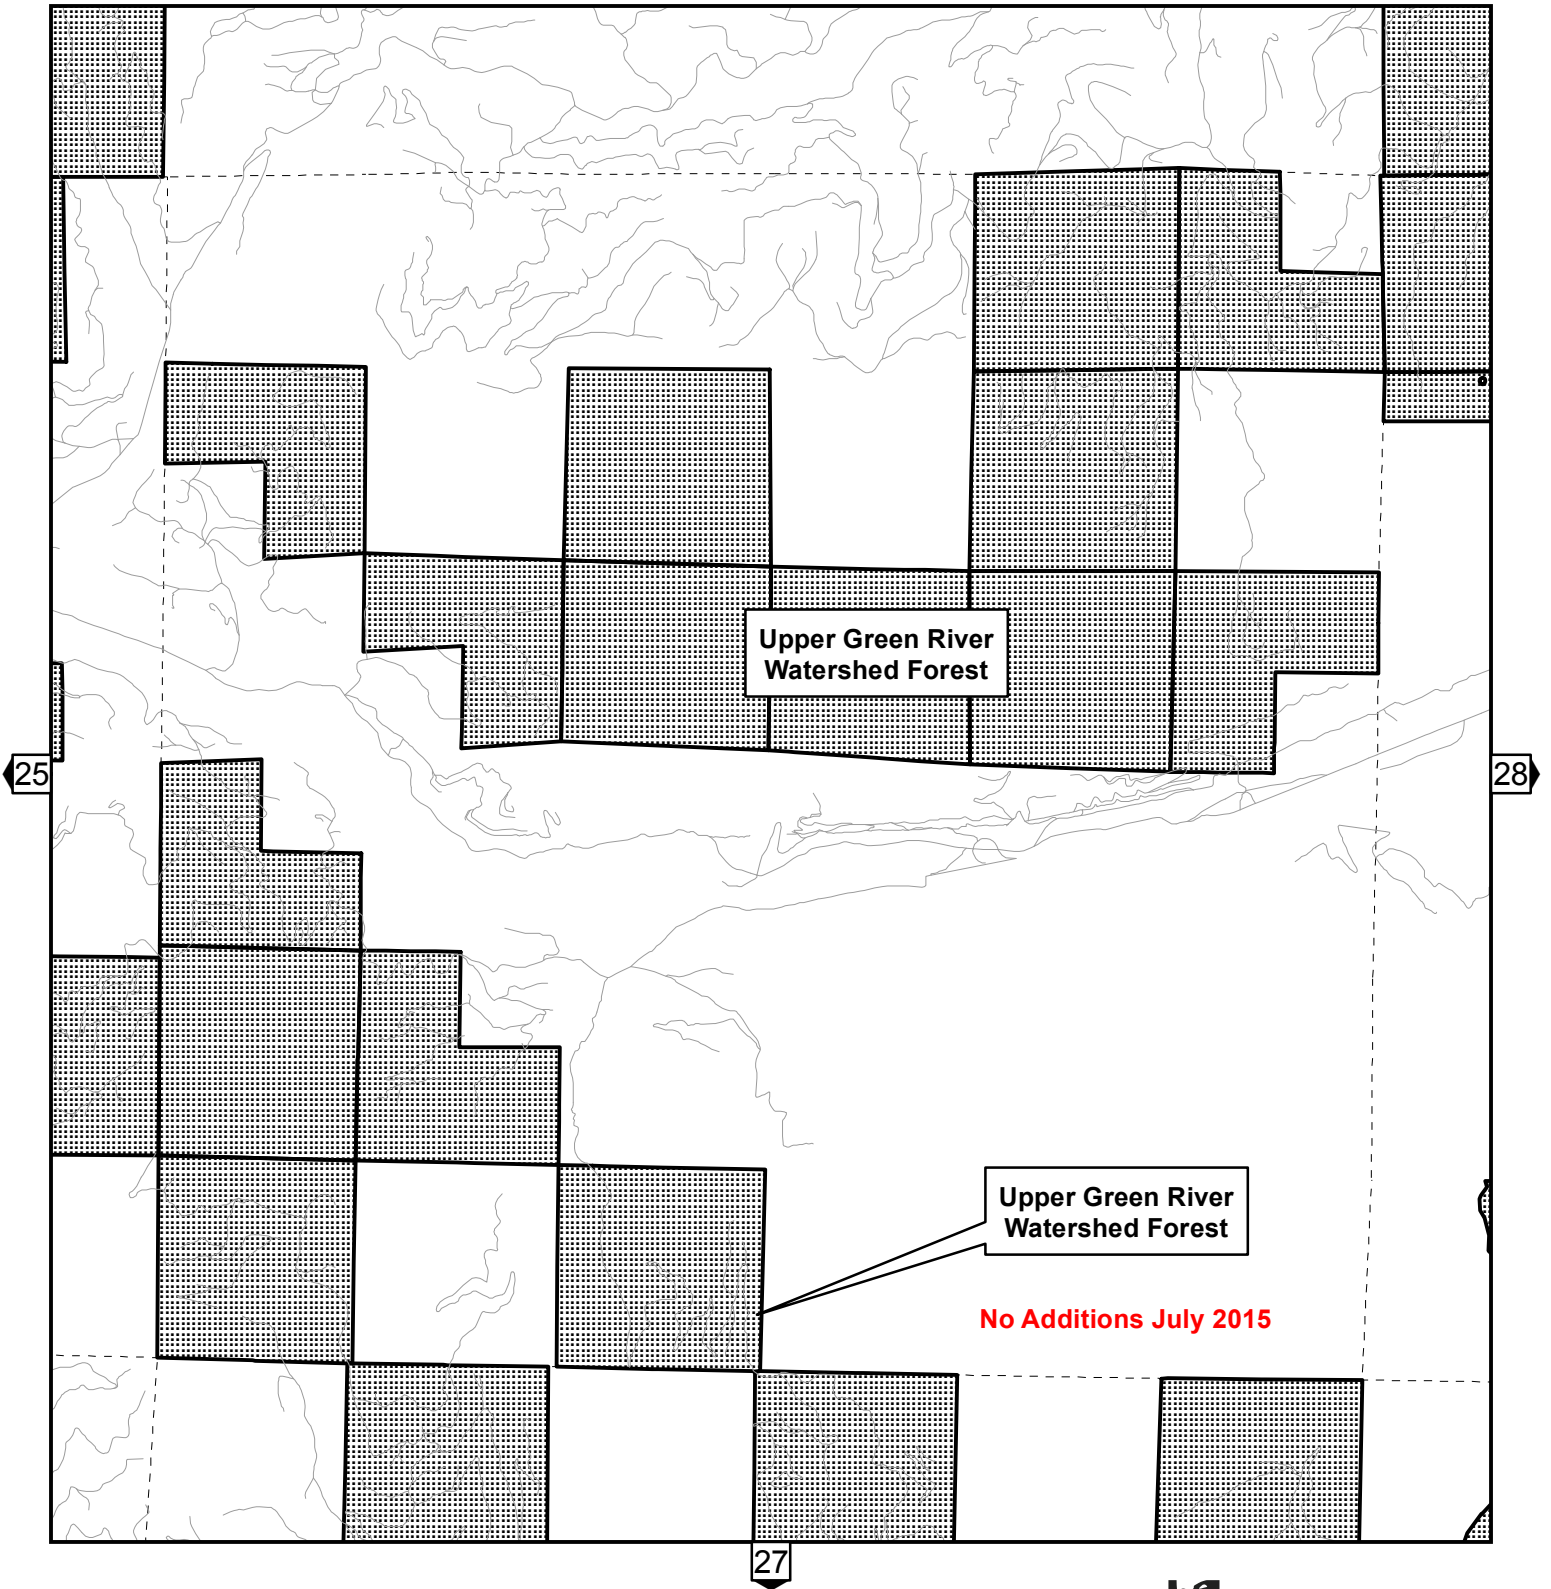 Upper Green River
Watershed Forest
25
28
Upper Green River
Watershed Forest
No Additions July 2015
27